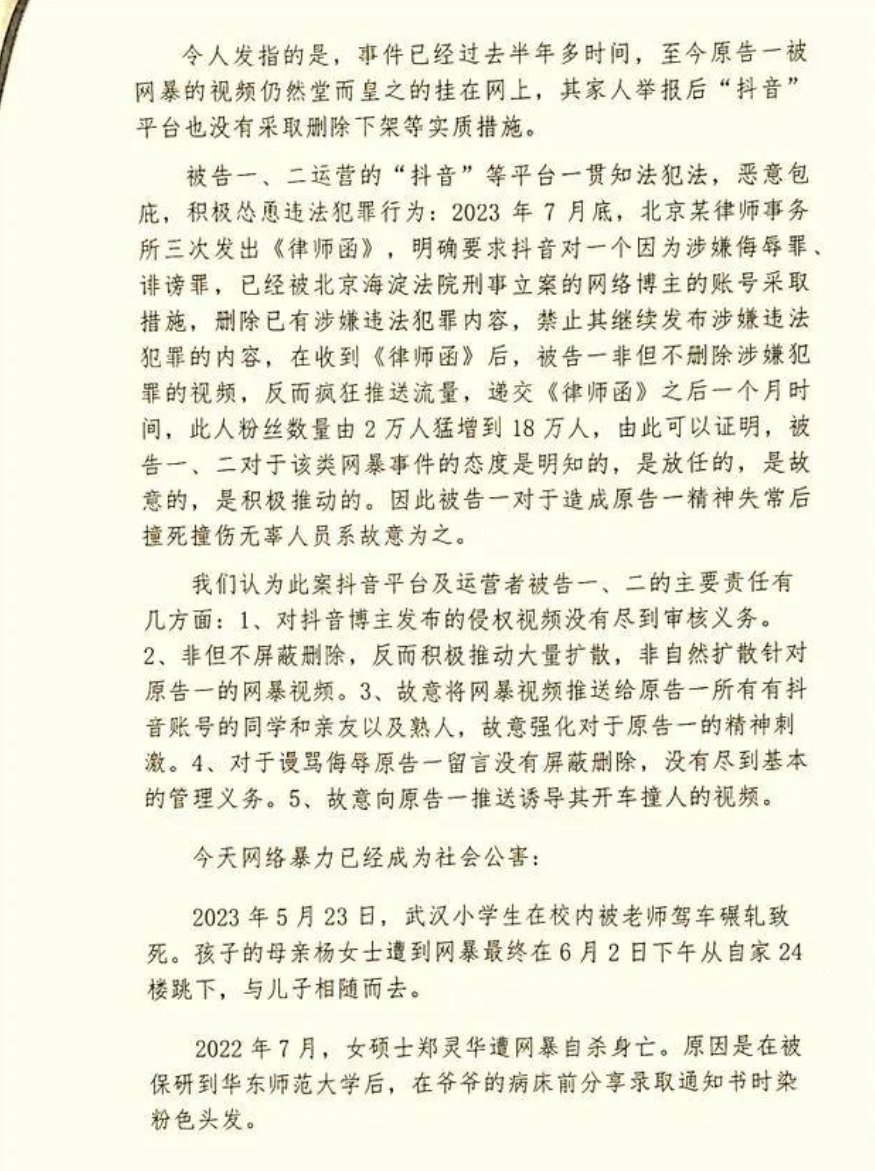 令人发指的是，事件已经过去半年多时间，至今原告一被
网暴的视频仍然堂而皇之的挂在网上，其家人举报后“抖音”
平台也没有采取删除下架等实质措施。
被告一、二运营的“抖音”等平台一贯知法犯法，恶意包
庇，积极怂恿违法犯罪行为：2023 年 7 月底，北京某律师事务
所三次发出《律师函》，明确要求抖音对一个因为涉嫌侮辱罪、
诽谤罪，已经被北京海淀法院刑事立案的网络博主的账号采取
措施，删除已有涉嫌违法犯罪内容，禁止其继续发布涉嫌违法
犯罪的内容，在收到《律师函》后，被告一非但不删除涉嫌犯
罪的视频，反而疯狂推送流量，递交《律师函》之后一个月时
间，此人粉丝数量由 2 万人猛增到 18 万人，由此可以证明，被
告一、二对于该类网暴事件的态度是明知的，是放任的，是故
意的，是积极推动的。因此被告一对于造成原告一精神失常后
撞死撞伤无辜人员系故意为之。
我们认为此案抖音平台及运营者被告一、二的主要责任有
几方面：1、对抖音博主发布的侵权视频没有尽到审核义务。
2、非但不屏蔽删除，反而积极推动大量扩散，非自然扩散针对
原告一的网暴视频。3、故意将网暴视频推送给原告一所有有抖
音账号的同学和亲友以及熟人，故意强化对于原告一的精神刺
激。4、对于谩骂侮辱原告一留言没有屏蔽删除，没有尽到基本
的管理义务。5、故意向原告一推送诱导其开车撞人的视频。
今天网络暴力已经成为社会公害：
2023 年 5 月 23 日，武汉小学生在校内被老师驾车碾轧致
死。孩子的母亲杨女士遭到网暴最终在 6 月 2 日下午从自家 24
楼跳下，与儿子相随而去。
2022 年 7 月，女硕士郑灵华遭网暴自杀身亡。原因是在被
保研到华东师范大学后，在爷爷的病床前分享录取通知书时染
粉色头发。